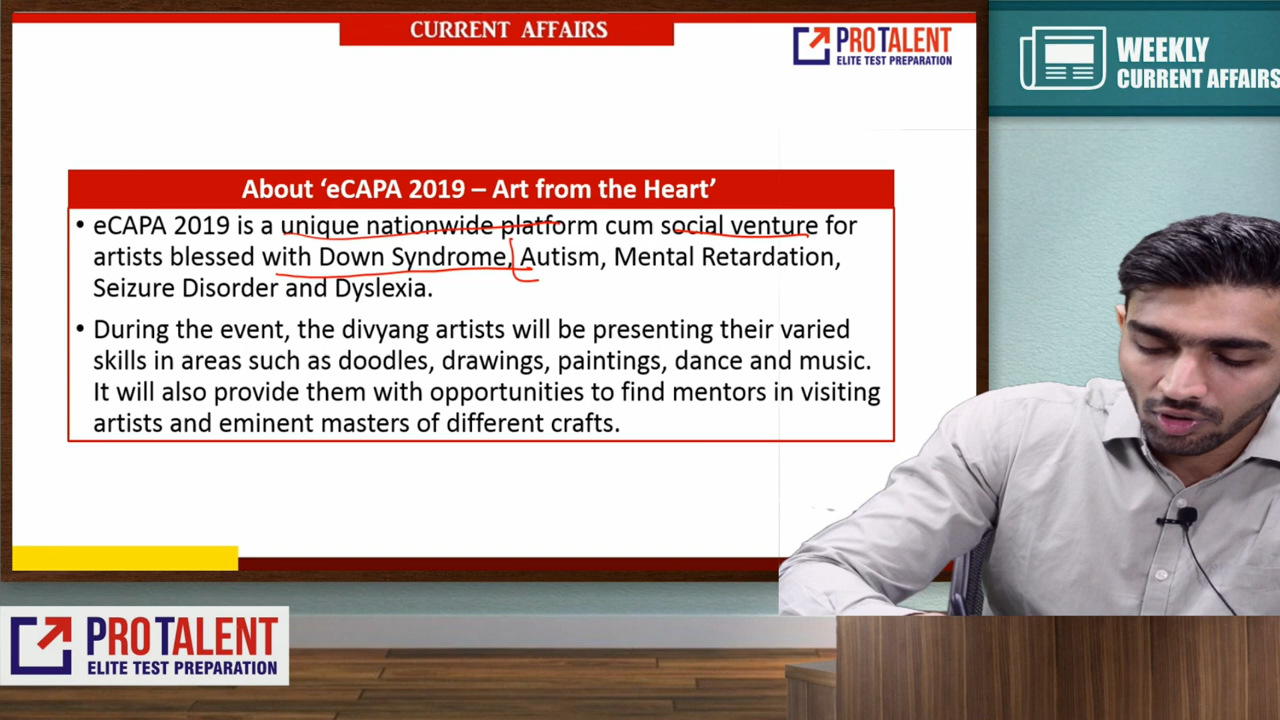 CURRENT AFFAIRS
PROTALENT
ELITE TEST PREPARATION
WEEKLY
CURRENT AFFAIRS
About ‘eCAPA 2019 – Art from the Heart’
• eCAPA 2019 is a unique nationwide platform cum social venture for
artists blessed with Down Syndrome, Autism, Mental Retardation,
Seizure Disorder and Dyslexia.
• During the event, the divyang artists will be presenting their varied
skills in areas such as doodles, drawings, paintings, dance and music.
It will also provide them with opportunities to find mentors in visiting
artists and eminent masters of different crafts.
PROTALENT
ELITE TEST PREPARATION